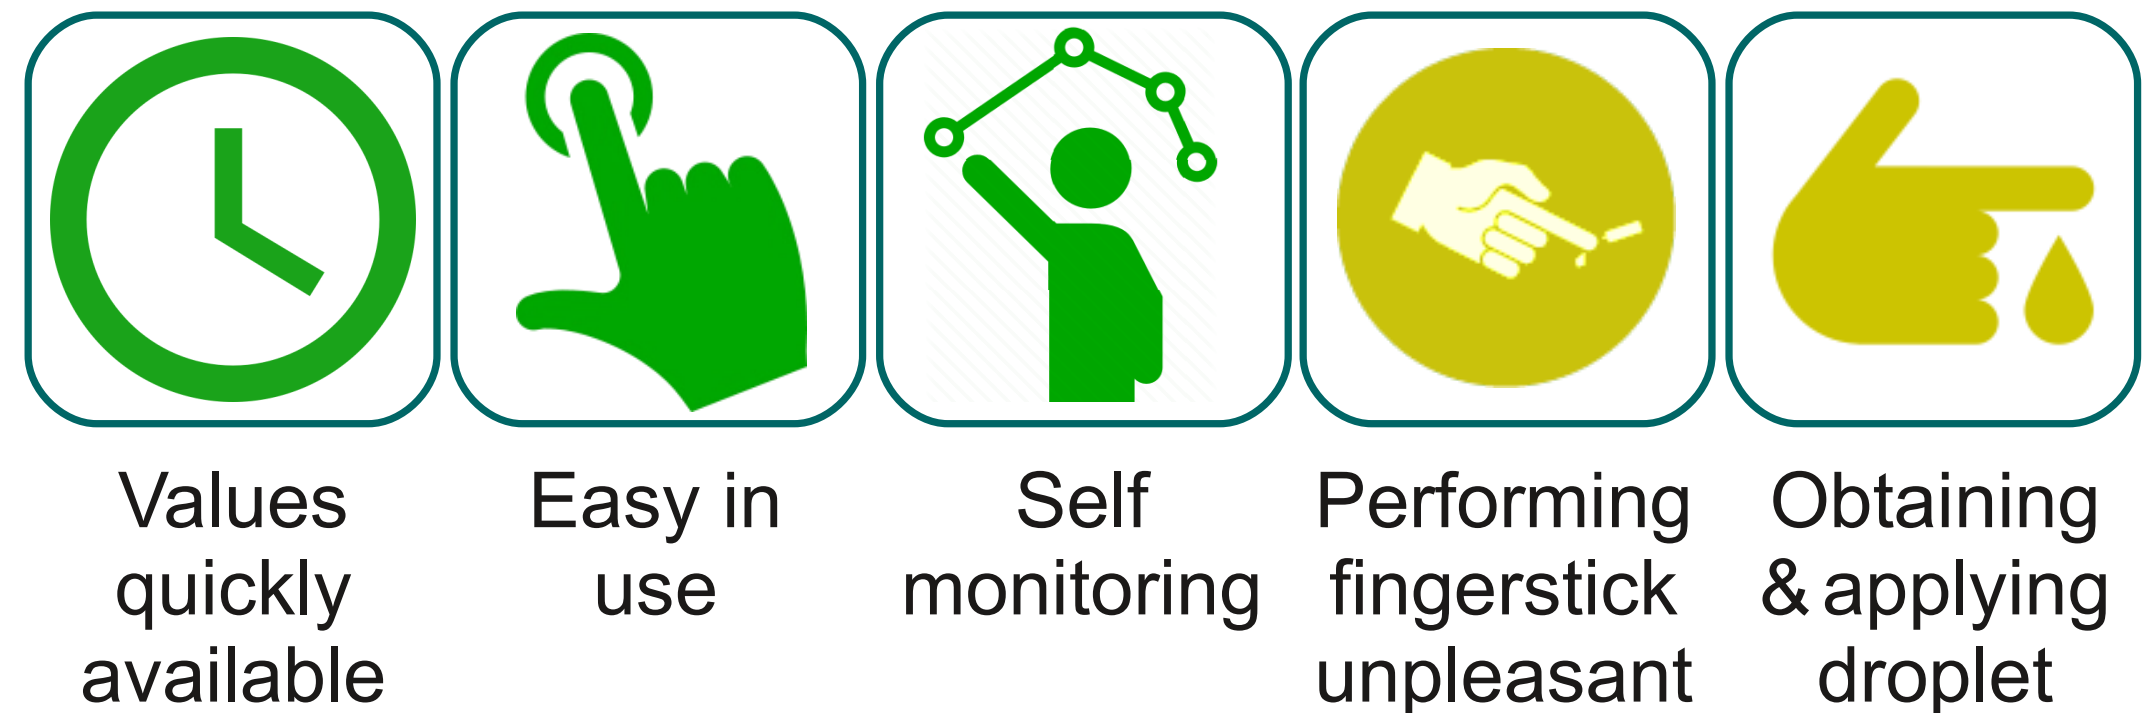 Values
quickly
available
Easy in
use
Self
monitoring
Performing
fingerstick
unpleasant
Obtaining
& applying
droplet